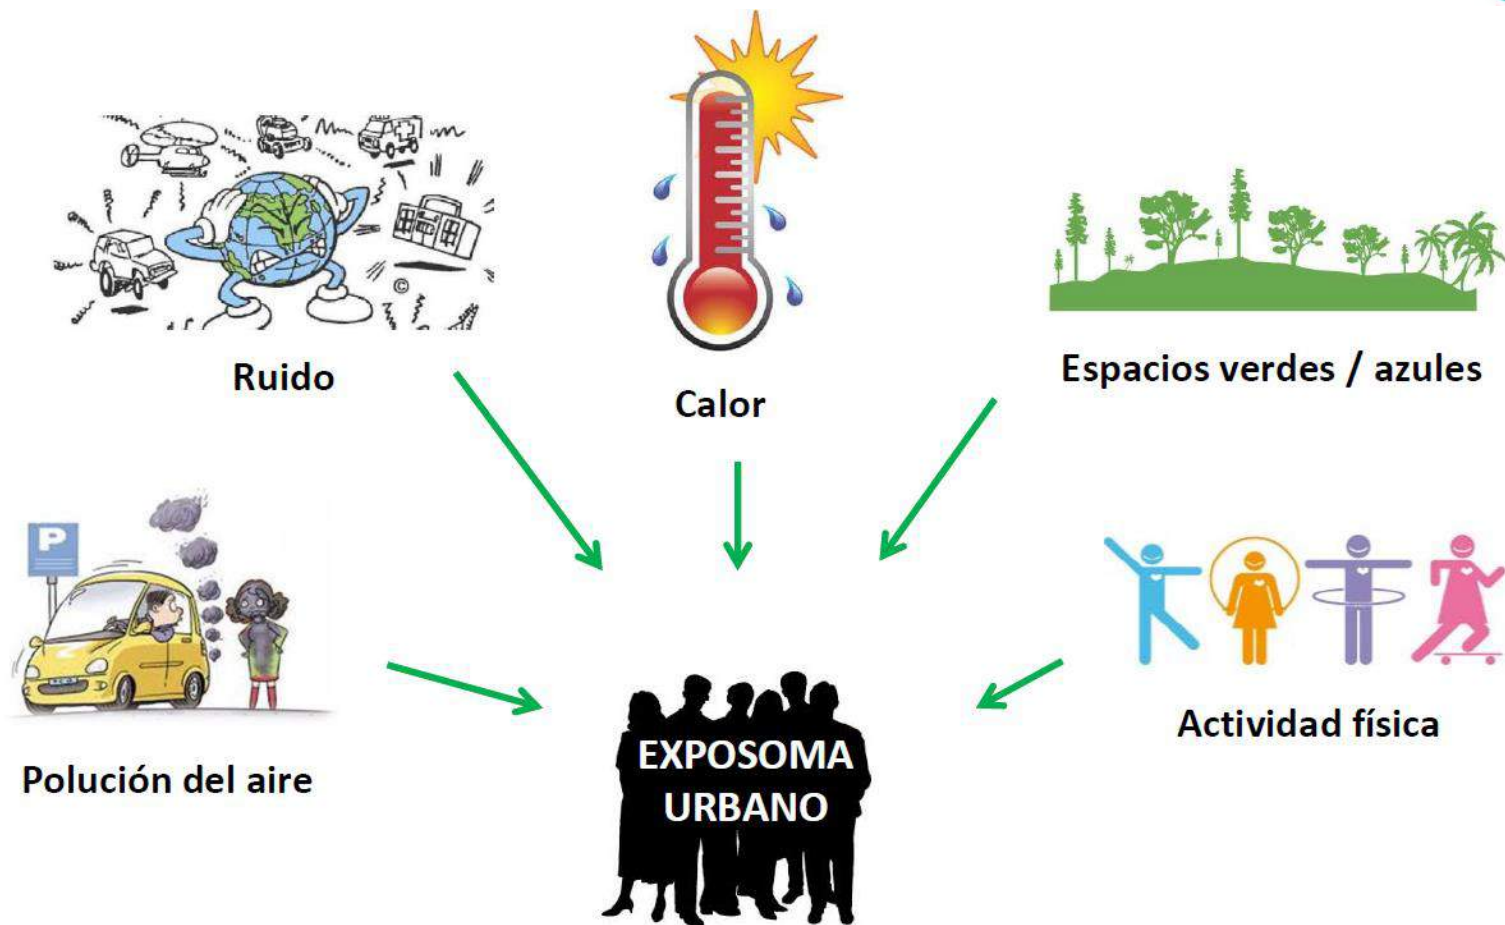 Ruido
Calor
Espacios verdes / azules
©
P
Polución del aire
Actividad física
EXPOSOMA
URBANO